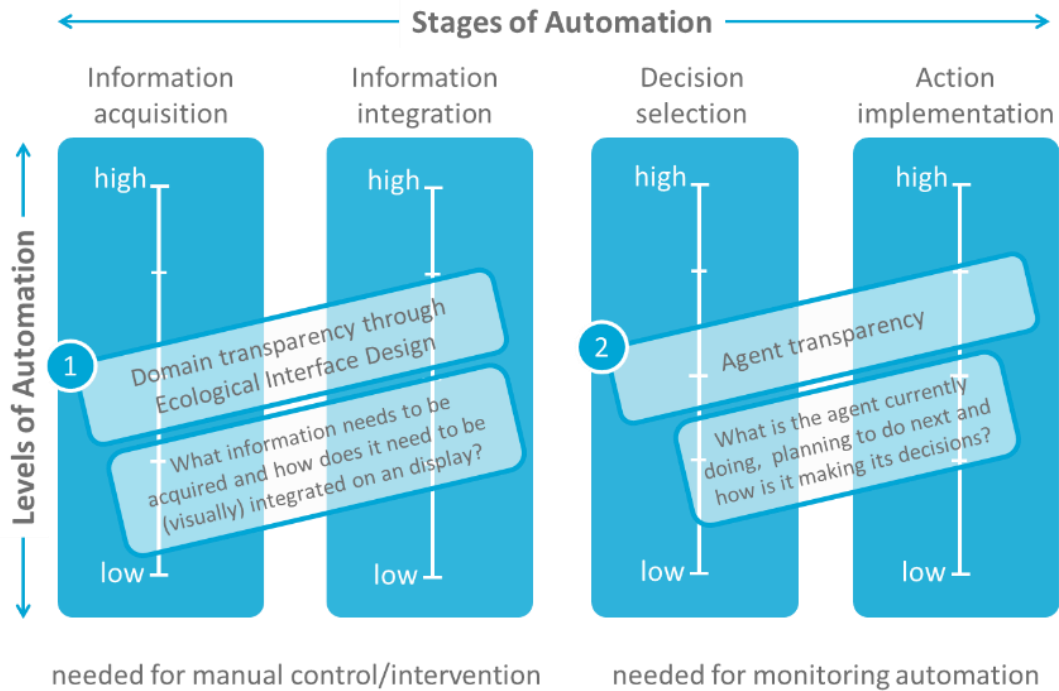 Stages of Automation
Information
acquisition
Information
integration
Decision
selection
Action
implementation
Levels of Automation
high
high
high
high
1
Domain transparency through
Ecological Interface Design
What information needs to be
acquired and how does it need to be
(visually) integrated on an display?
2
Agent transparency
What is the agent currently
doing, planning to do next and
how is it making its decisions?
low
low
low
low
needed for manual control/intervention
needed for monitoring automation